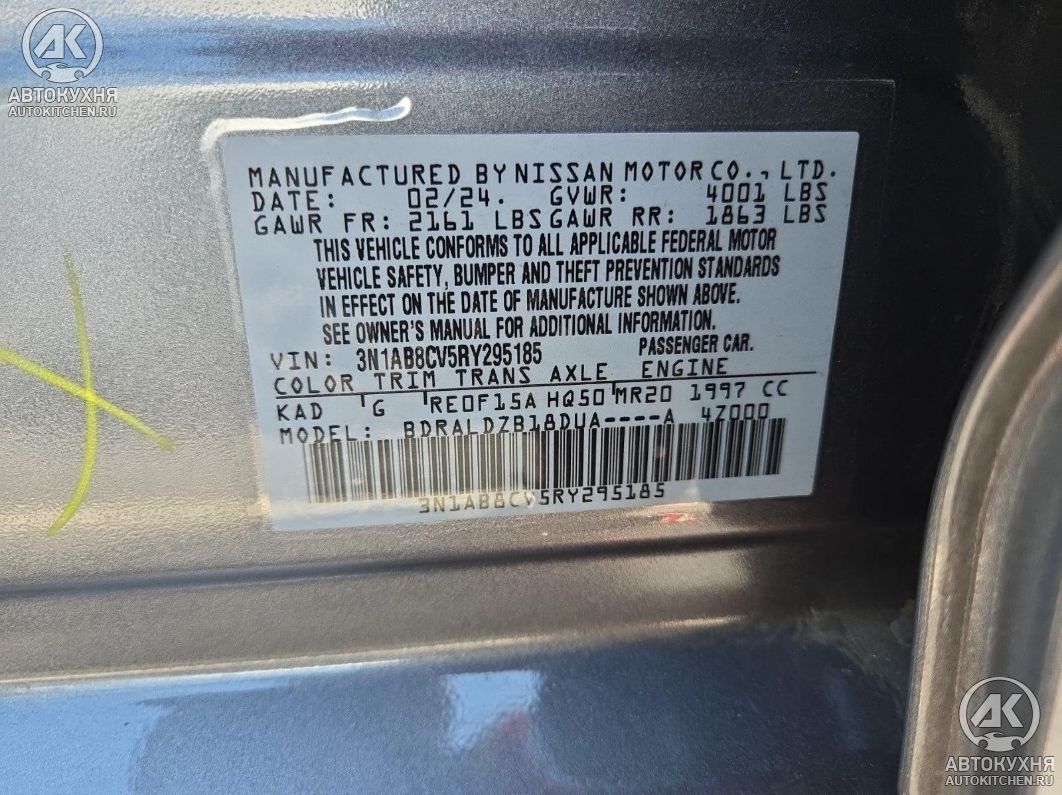 АК
АВТОКУХНЯ
AUTOKITCHEN.RU
MANUFACTURED BY NISSAN MOTOR CO., LTD.
DATE: 02/24. GVWR: 4001 LBS
GAWR FR: 2161 LBS GAWR RR: 1863 LBS
THIS VEHICLE CONFORMS TO ALL APPLICABLE FEDERAL MOTOR
VEHICLE SAFETY, BUMPER AND THEFT PREVENTION STANDARDS
IN EFFECT ON THE DATE OF MANUFACTURE SHOWN ABOVE.
SEE OWNER'S MANUAL FOR ADDITIONAL INFORMATION.
VIN: 3N1AB8CV5RY295185 PASSENGER CAR.
COLOR TRIM TRANS AXLE ENGINE
KAD G RE0F15A HQ50 MR20 1997 CC
MODEL: BDRALDZB18DUA----A 4Z000
3N1AB8CV5RY295185
АК
АВТОКУХНЯ
AUTOKITCHEN.RU